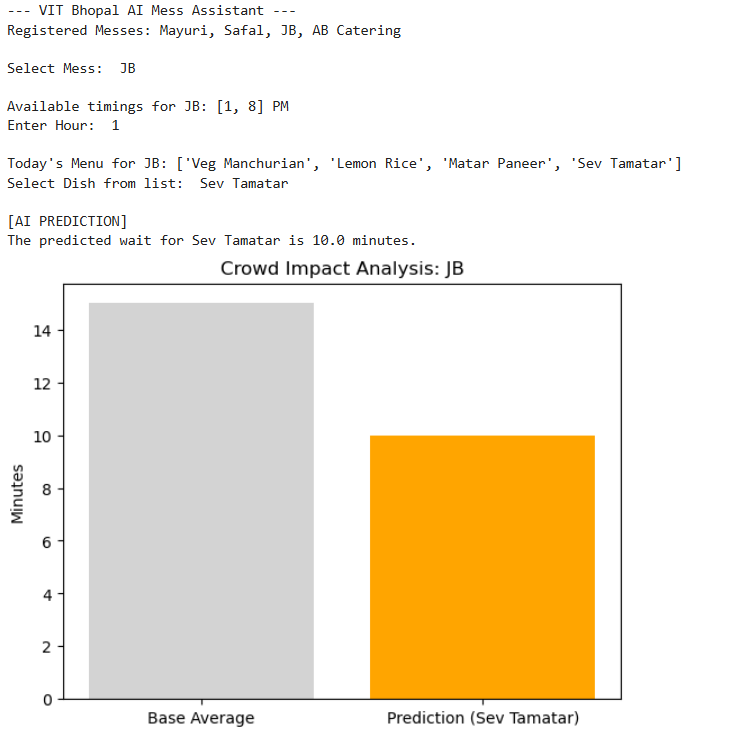 --- VIT Bhopal AI Mess Assistant ---
Registered Messes: Mayuri, Safal, JB, AB Catering
Select Mess:  JB
Available timings for JB: [1, 8] PM
Enter Hour:  1
Today's Menu for JB: ['Veg Manchurian', 'Lemon Rice', 'Matar Paneer', 'Sev Tamatar']
Select Dish from list:  Sev Tamatar
[AI PREDICTION]
The predicted wait for Sev Tamatar is 10.0 minutes.
Crowd Impact Analysis: JB
Minutes
14
12
10
8
6
4
2
0
Base Average
Prediction (Sev Tamatar)